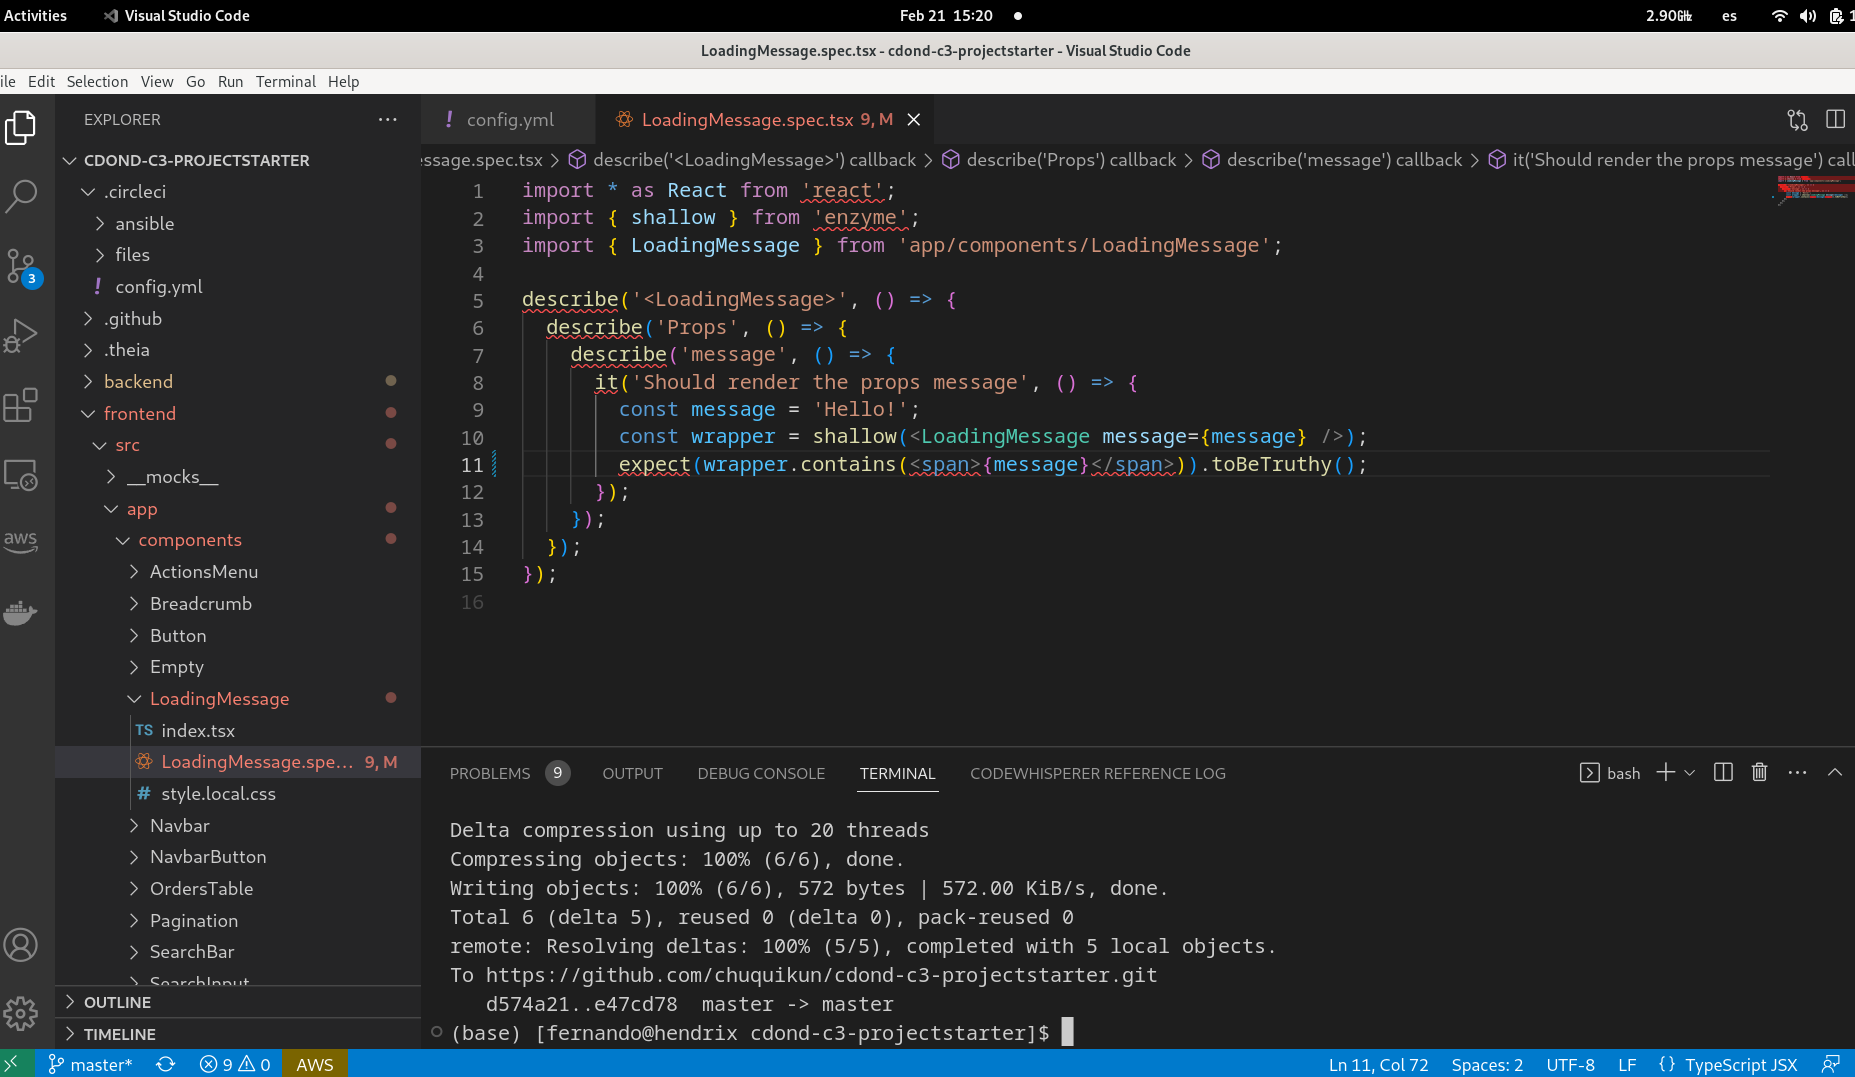 Activities Visual Studio Code Feb 21 15:20 2.90GHz es 1
LoadingMessage.spec.tsx - cdond-c3-projectstarter - Visual Studio Code
ile Edit Selection View Go Run Terminal Help
EXPLORER
CDOND-C3-PROJECTSTARTER
.circleci
ansible
files
! config.yml
.github
.theia
backend
frontend
src
__mocks__
app
components
ActionsMenu
Breadcrumb
Button
Empty
LoadingMessage
TS index.tsx
LoadingMessage.spe... 9, M
# style.local.css
Navbar
NavbarButton
OrdersTable
Pagination
SearchBar
SearchInput
OUTLINE
TIMELINE
3
aws
! config.yml LoadingMessage.spec.tsx 9, M
essage.spec.tsx > describe('<LoadingMessage>') callback > describe('Props') callback > describe('message') callback > it('Should render the props message') call
1 import * as React from 'react';
2 import { shallow } from 'enzyme';
3 import { LoadingMessage } from 'app/components/LoadingMessage';
4
5 describe('<LoadingMessage>', () => {
6 describe('Props', () => {
7 describe('message', () => {
8 it('Should render the props message', () => {
9 const message = 'Hello!';
10 const wrapper = shallow(<LoadingMessage message={message} />);
11 expect(wrapper.contains(<span>{message}</span>)).toBeTruthy();
12 });
13 });
14 });
15 });
16
PROBLEMS 9 OUTPUT DEBUG CONSOLE TERMINAL CODEWHISPERER REFERENCE LOG bash
Delta compression using up to 20 threads
Compressing objects: 100% (6/6), done.
Writing objects: 100% (6/6), 572 bytes | 572.00 KiB/s, done.
Total 6 (delta 5), reused 0 (delta 0), pack-reused 0
remote: Resolving deltas: 100% (5/5), completed with 5 local objects.
To https://github.com/chuquikun/cdond-c3-projectstarter.git
d574a21..e47cd78 master -> master
(base) [fernando@hendrix cdond-c3-projectstarter]$
master* 9 0 AWS Ln 11, Col 72 Spaces: 2 UTF-8 LF {} TypeScript JSX